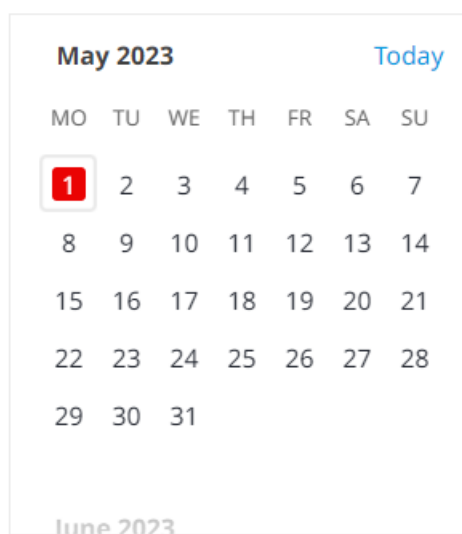 May 2023 Today
MO TU WE TH FR SA SU
1 2 3 4 5 6 7
8 9 10 11 12 13 14
15 16 17 18 19 20 21
22 23 24 25 26 27 28
29 30 31
June 2023